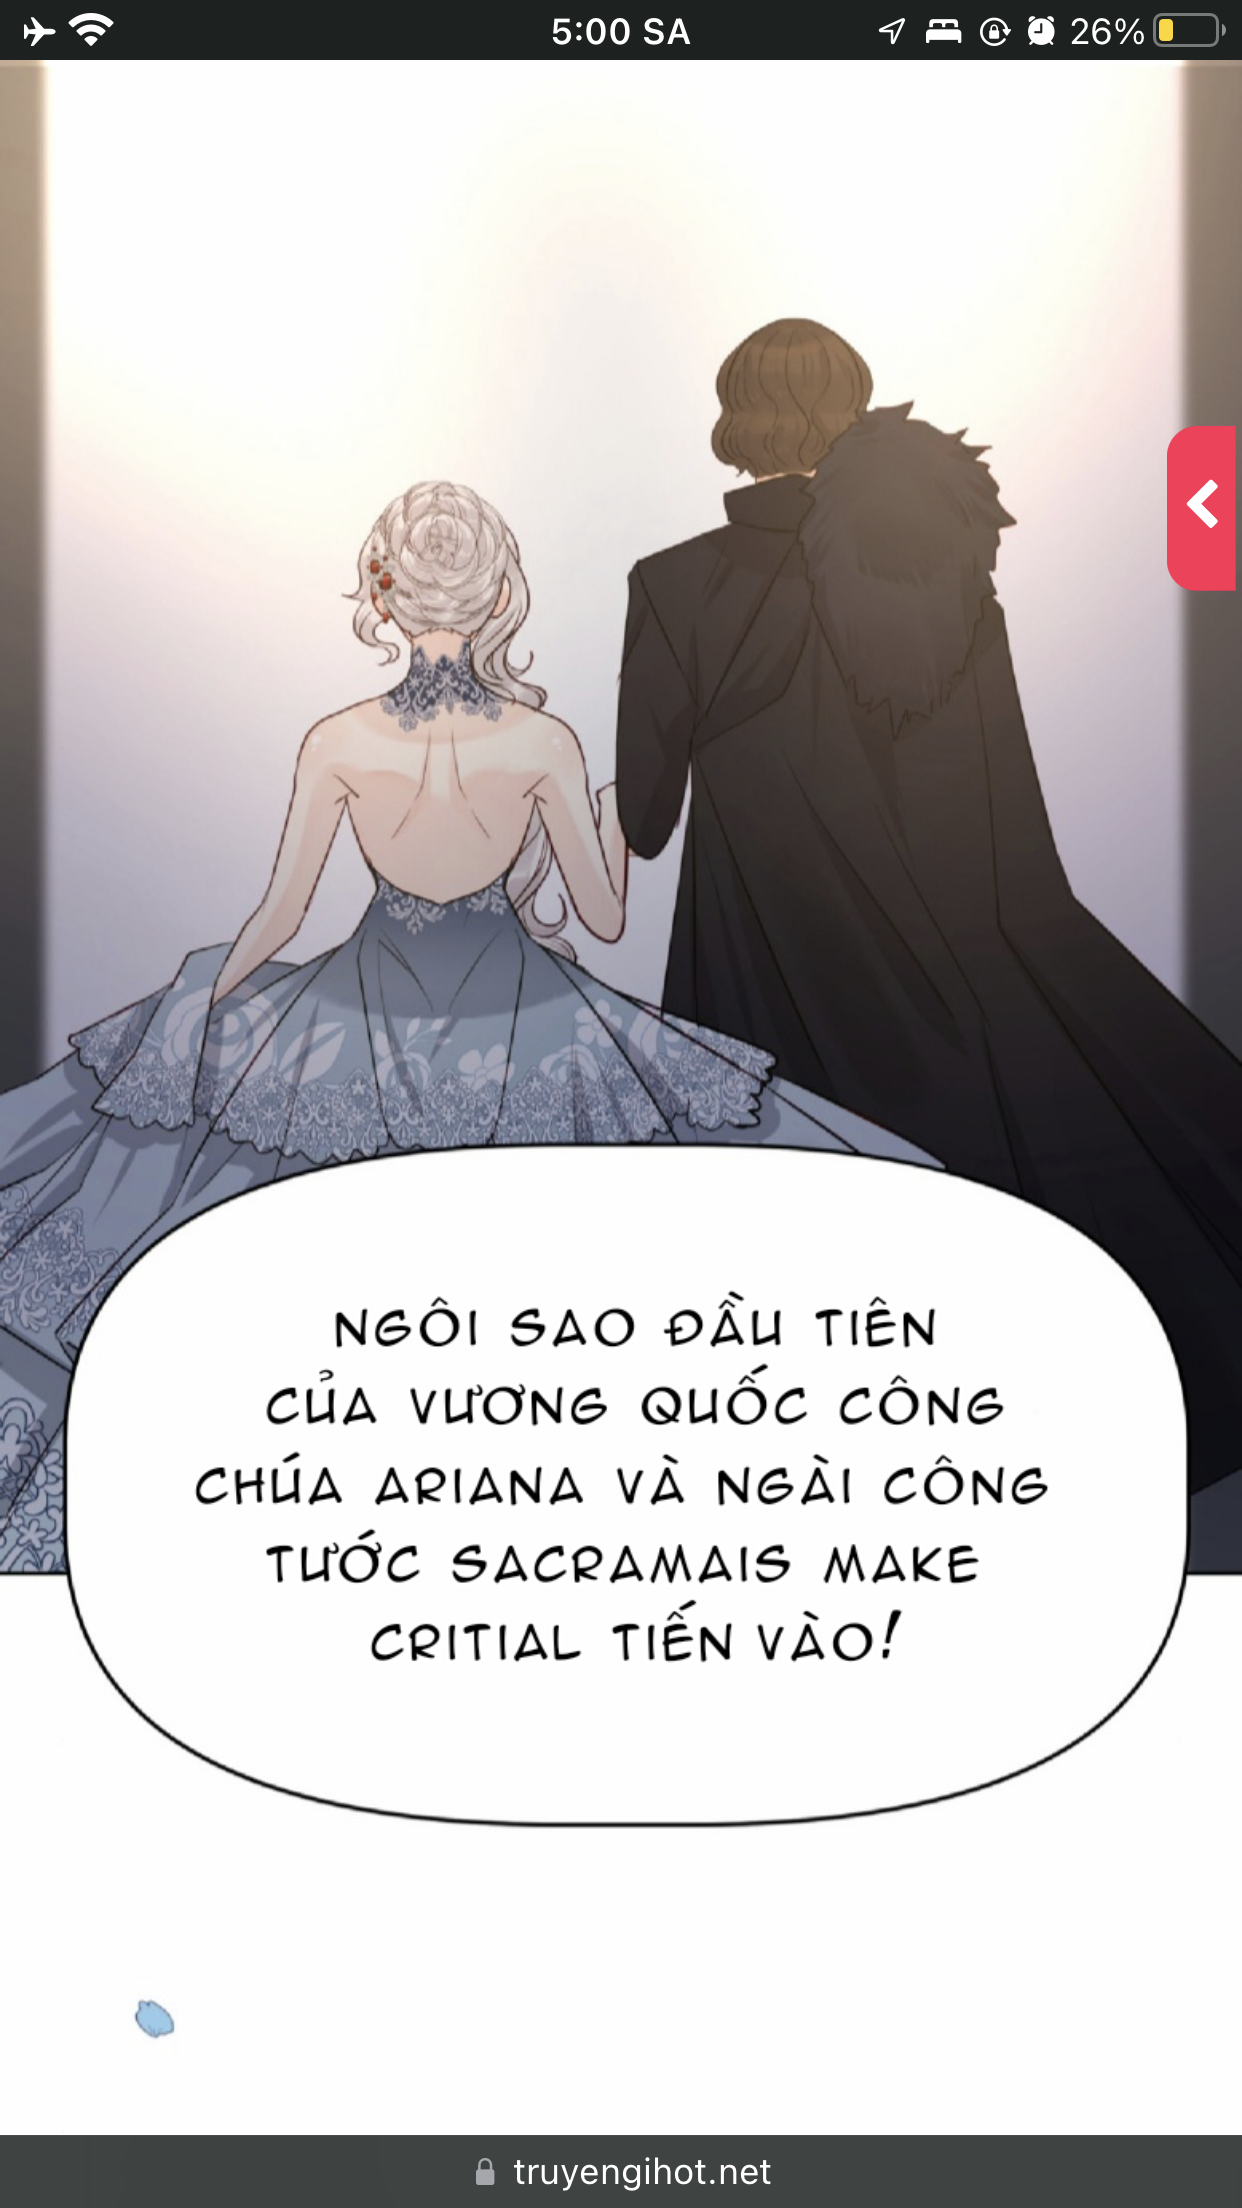 5:00 SA
26%
NGÔI SAO ĐẦU TIÊN
CỦA VƯƠNG QUỐC CÔNG
CHÚA ARIANA VÀ NGÀI CÔNG
TƯỚC SACRAMAIS MAKE
CRITIAL TIẾN VÀO!
truyengihot.net